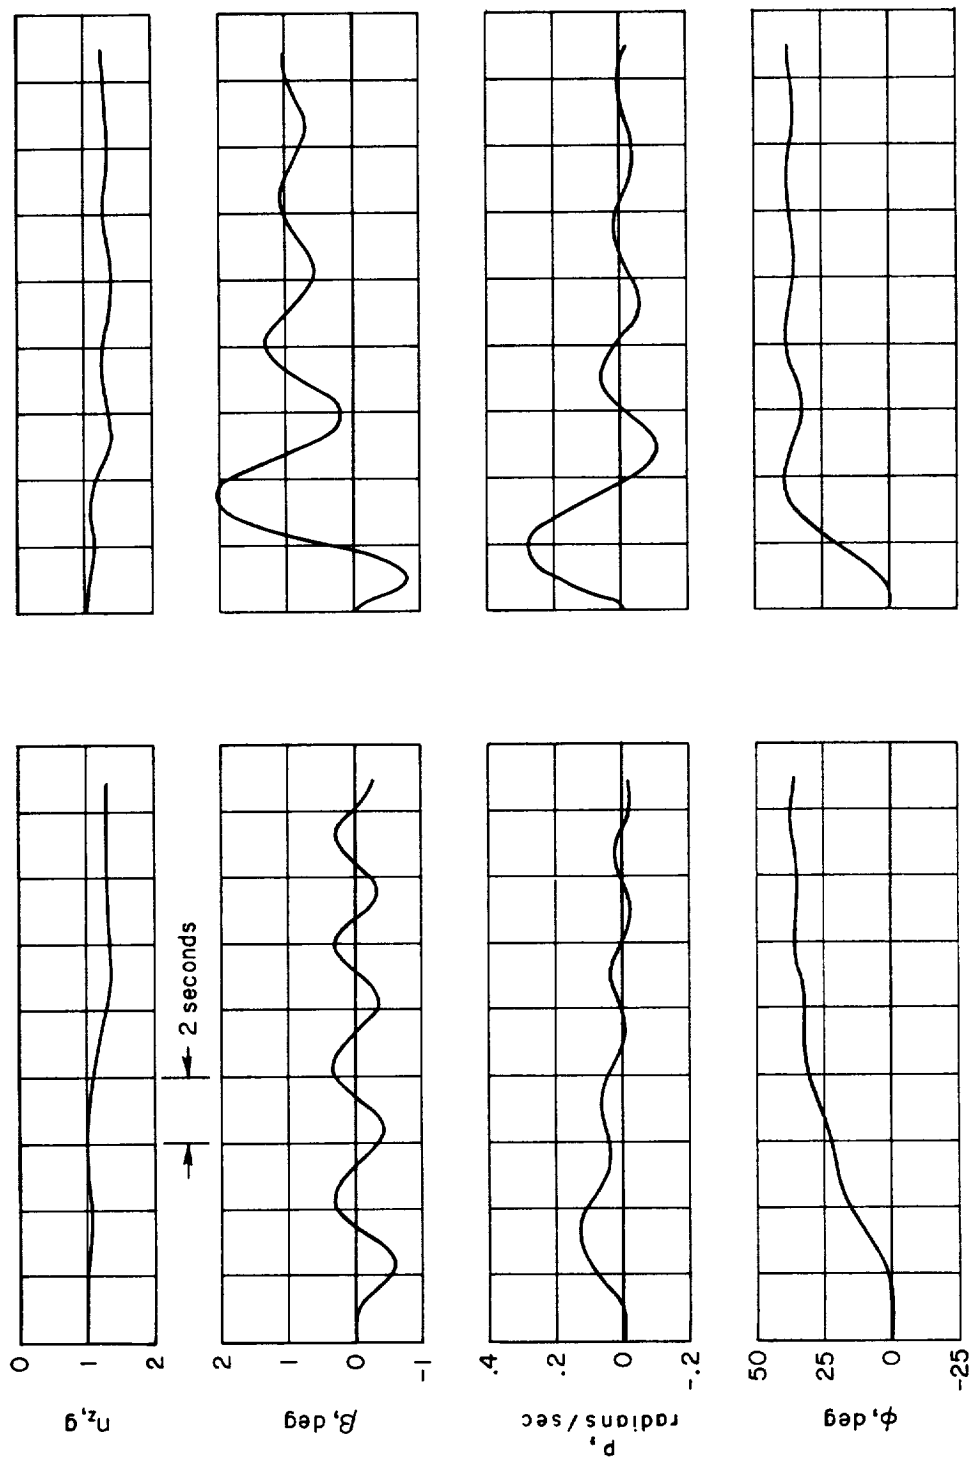 0
1
2
n_z, g
2 seconds
2
1
0
-1
β, deg
.4
.2
0
-.2
p,
radians/sec
50
25
0
-25
φ, deg